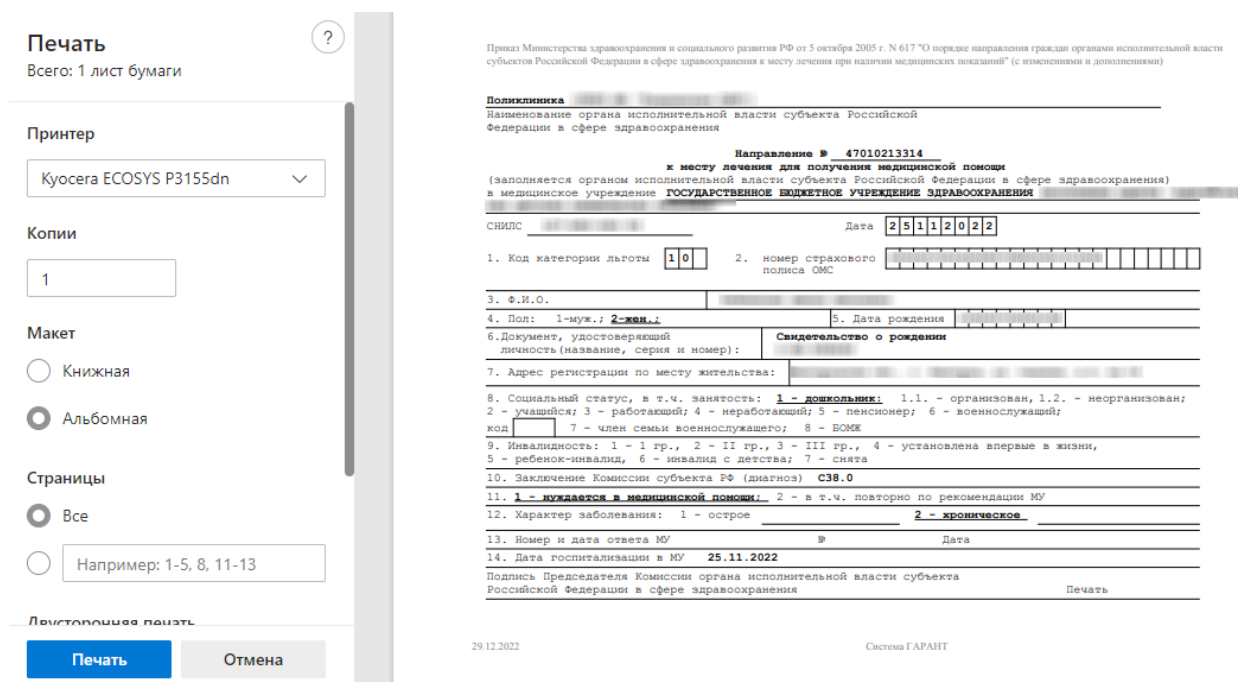 Печать
?
Всего: 1 лист бумаги
Принтер
Kyocera ECOSYS P3155dn
Копии
1
Макет
Книжная
Альбомная
Страницы
Все
Например: 1-5, 8, 11-13
Двусторонняя печать
Печать
Отмена
Приказ Министерства здравоохранения и социального развития РФ от 5 октября 2005 г. N 617 "О порядке направления граждан органами исполнительной власти
субъектов Российской Федерации в сфере здравоохранения к месту лечения при наличии медицинских показаний" (с изменениями и дополнениями)
Поликлиника
Наименование органа исполнительной власти субъекта Российской
Федерации в сфере здравоохранения
Направление № 47010213314
к месту лечения для получения медицинской помощи
(заполняется органом исполнительной власти субъекта Российской Федерации в сфере здравоохранения)
в медицинское учреждение ГОСУДАРСТВЕННОЕ БЮДЖЕТНОЕ УЧРЕЖДЕНИЕ ЗДРАВООХРАНЕНИЯ
СНИЛС Дата 25112022
1. Код категории льготы 10 2. номер страхового
полиса ОМС
3. Ф.И.О.
4. Пол: 1-муж.; 2-жен.; 5. Дата рождения
6.Документ, удостоверяющий Свидетельство о рождении
личность(название, серия и номер):
7. Адрес регистрации по месту жительства:
8. Социальный статус, в т.ч. занятость: 1 - дошкольник: 1.1. - организован, 1.2. - неорганизован;
2 - учащийся; 3 - работающий; 4 - неработающий; 5 - пенсионер; 6 - военнослужащий;
код 7 - член семьи военнослужащего; 8 - БОМЖ
9. Инвалидность: 1 - 1 гр., 2 - II гр., 3 - III гр., 4 - установлена впервые в жизни,
5 - ребенок-инвалид, 6 - инвалид с детства; 7 - снята
10. Заключение Комиссии субъекта РФ (диагноз) C38.0
11. 1 - нуждается в медицинской помощи; 2 - в т.ч. повторно по рекомендации МУ
12. Характер заболевания: 1 - острое 2 - хроническое
13. Номер и дата ответа МУ № Дата
14. Дата госпитализации в МУ 25.11.2022
Подпись Председателя Комиссии органа исполнительной власти субъекта
Российской Федерации в сфере здравоохранения Печать
29.12.2022
Система ГАРАНТ